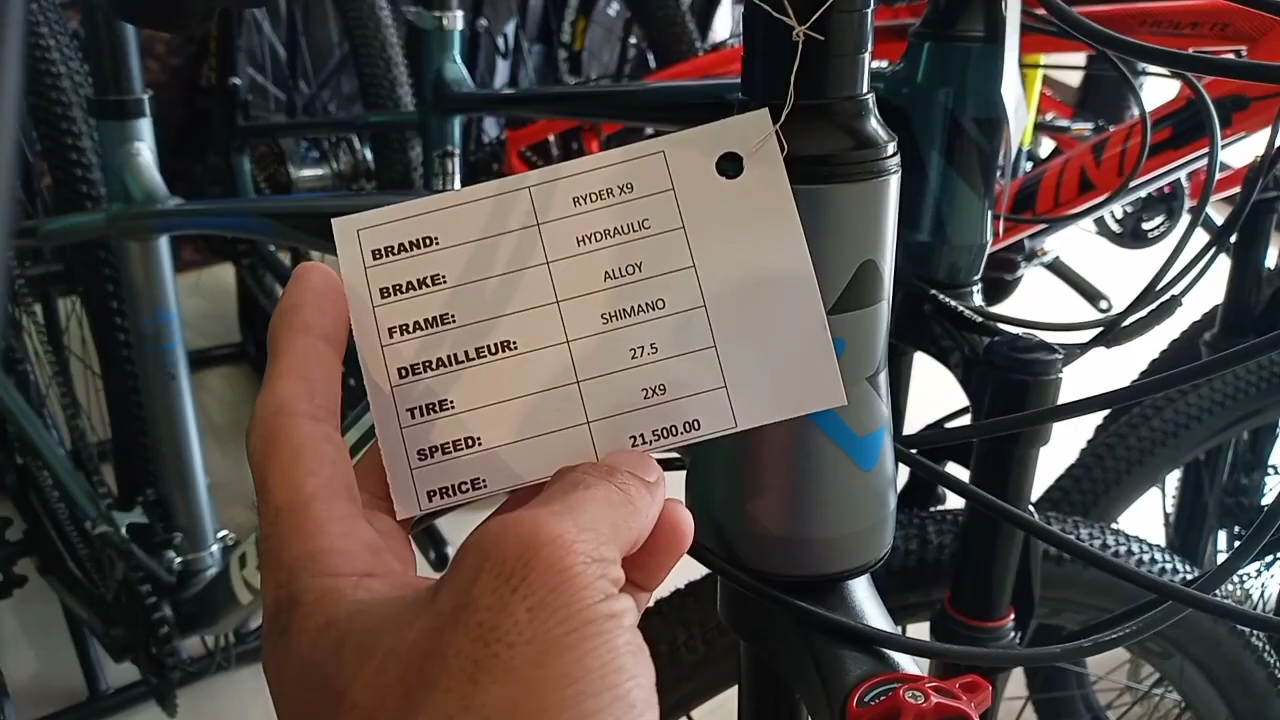 BRAND: RYDER X9
BRAKE: HYDRAULIC
FRAME: ALLOY
DERAILLEUR: SHIMANO
TIRE: 27.5
SPEED: 2X9
PRICE: 21,500.00